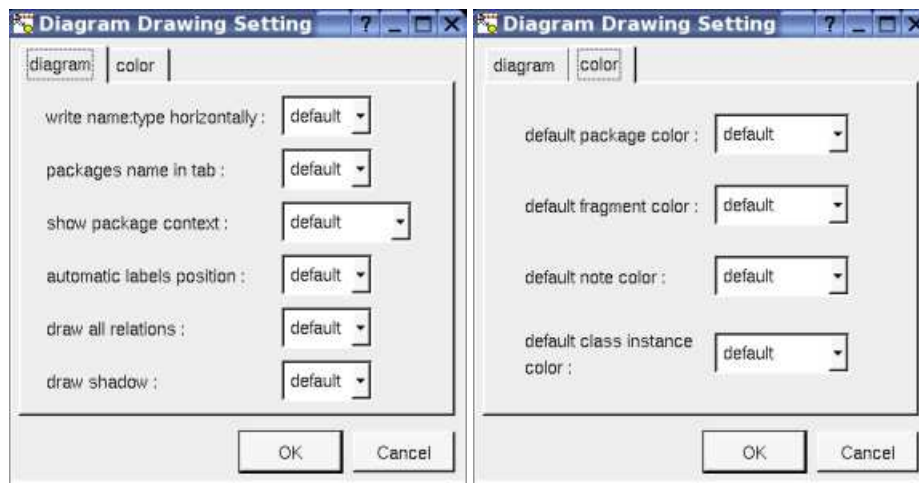 Diagram Drawing Setting ? _ □ X
diagram color
write name:type horizontally : default
packages name in tab : default
show package context : default
automatic labels position : default
draw all relations : default
draw shadow : default
OK Cancel
Diagram Drawing Setting ? _ □ X
diagram color
default package color : default
default fragment color : default
default note color : default
default class instance
color : default
OK Cancel